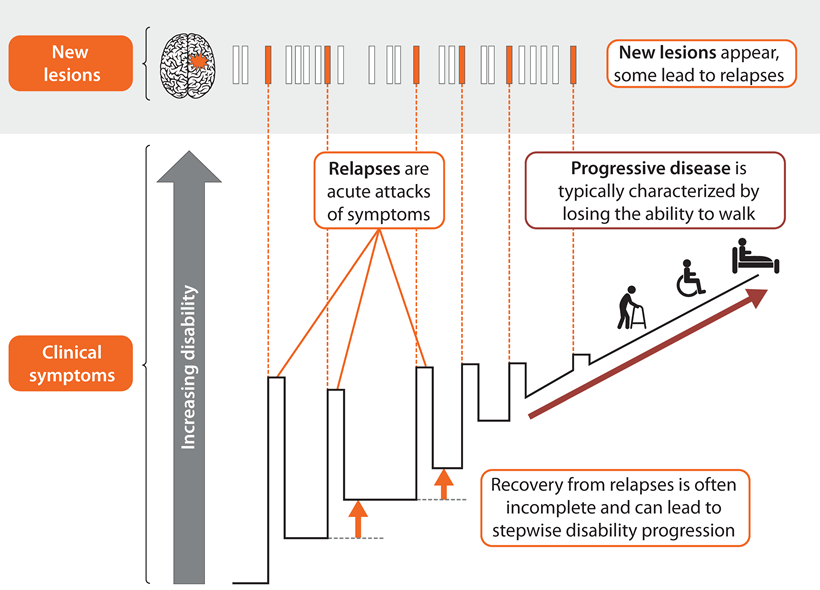 New
lesions
New lesions appear,
some lead to relapses
Relapses are
acute attacks
of symptoms
Progressive disease is
typically characterized by
losing the ability to walk
Clinical
symptoms
Increasing disability
Recovery from relapses is often
incomplete and can lead to
stepwise disability progression